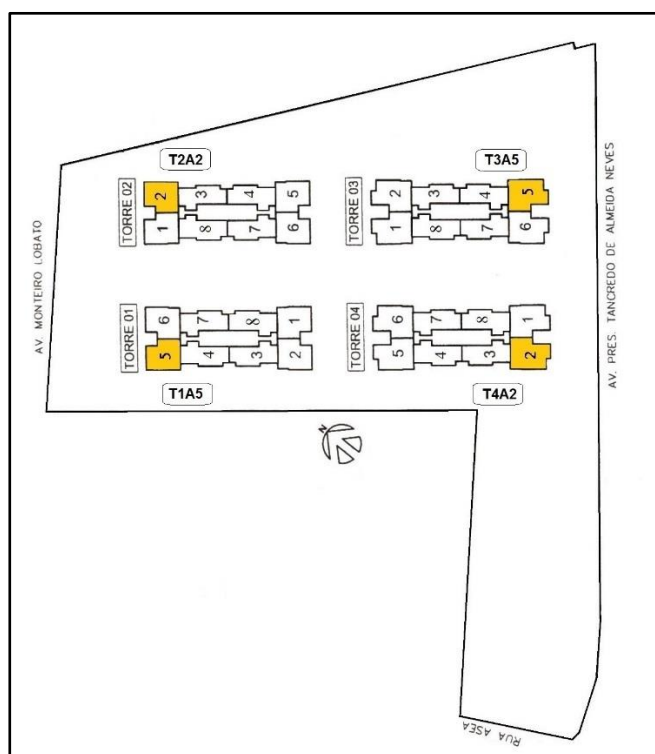 T2A2
T3A5
TORRE 02
2 3 4 5
1 8 7 6
TORRE 03
2 3 4 5
1 8 7 6
AV. MONTEIRO LOBATO
AV. PRES. TANCREDO DE ALMEIDA NEVES
TORRE 01
6 7 8 1
5 4 3 2
TORRE 04
6 7 8 1
5 4 3 2
T1A5
T4A2
N
RUA ASEA